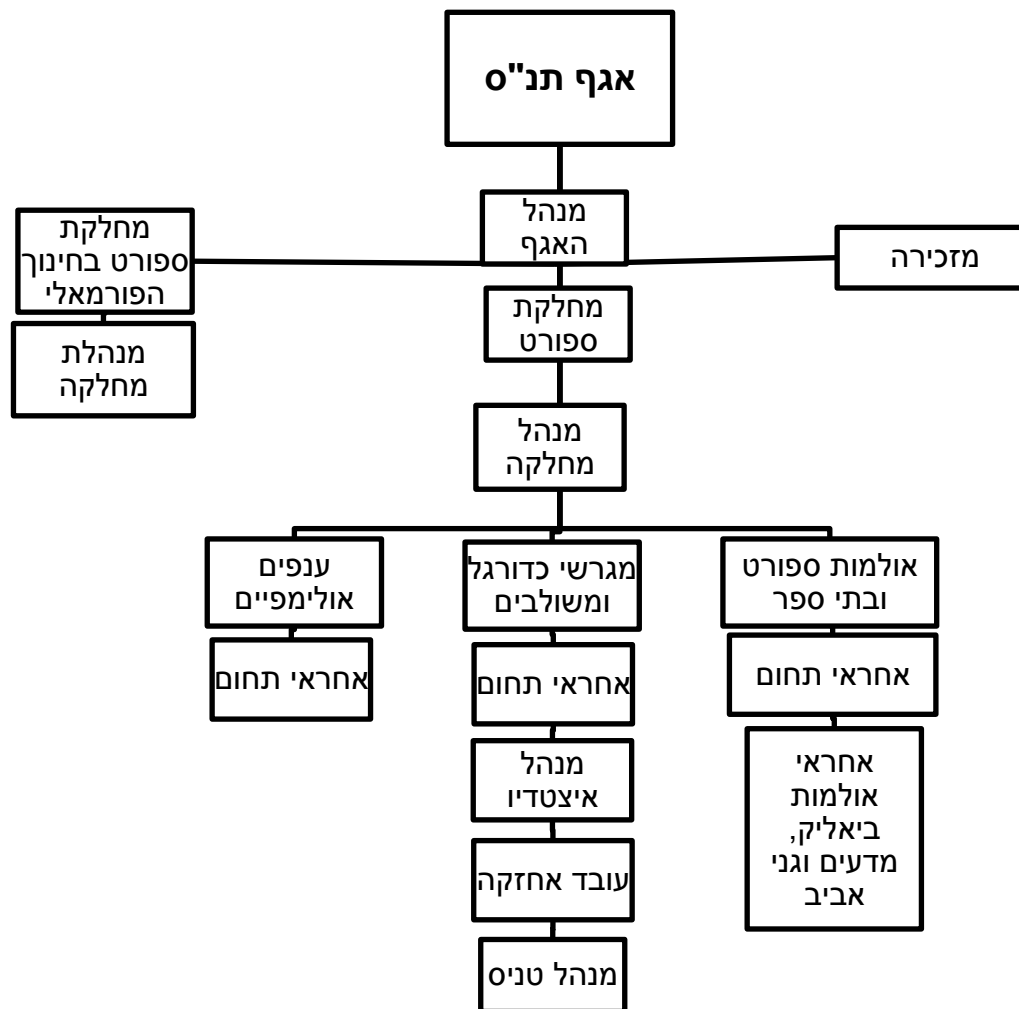 אגף תנ"ס
מנהל
האגף
מחלקת
ספורט בחינוך
הפורמאלי
מזכירה
מנהלת
מחלקה
מחלקת
ספורט
מנהל
מחלקה
אולמות ספורט
ובתי ספר
מגרשי כדורגל
ומשולבים
ענפים
אולימפיים
אחראי תחום
אחראי תחום
אחראי תחום
אחראי
אולמות
ביאליק,
מדעים וגני
אביב
מנהל
איצטדיו
עובד אחזקה
מנהל טניס